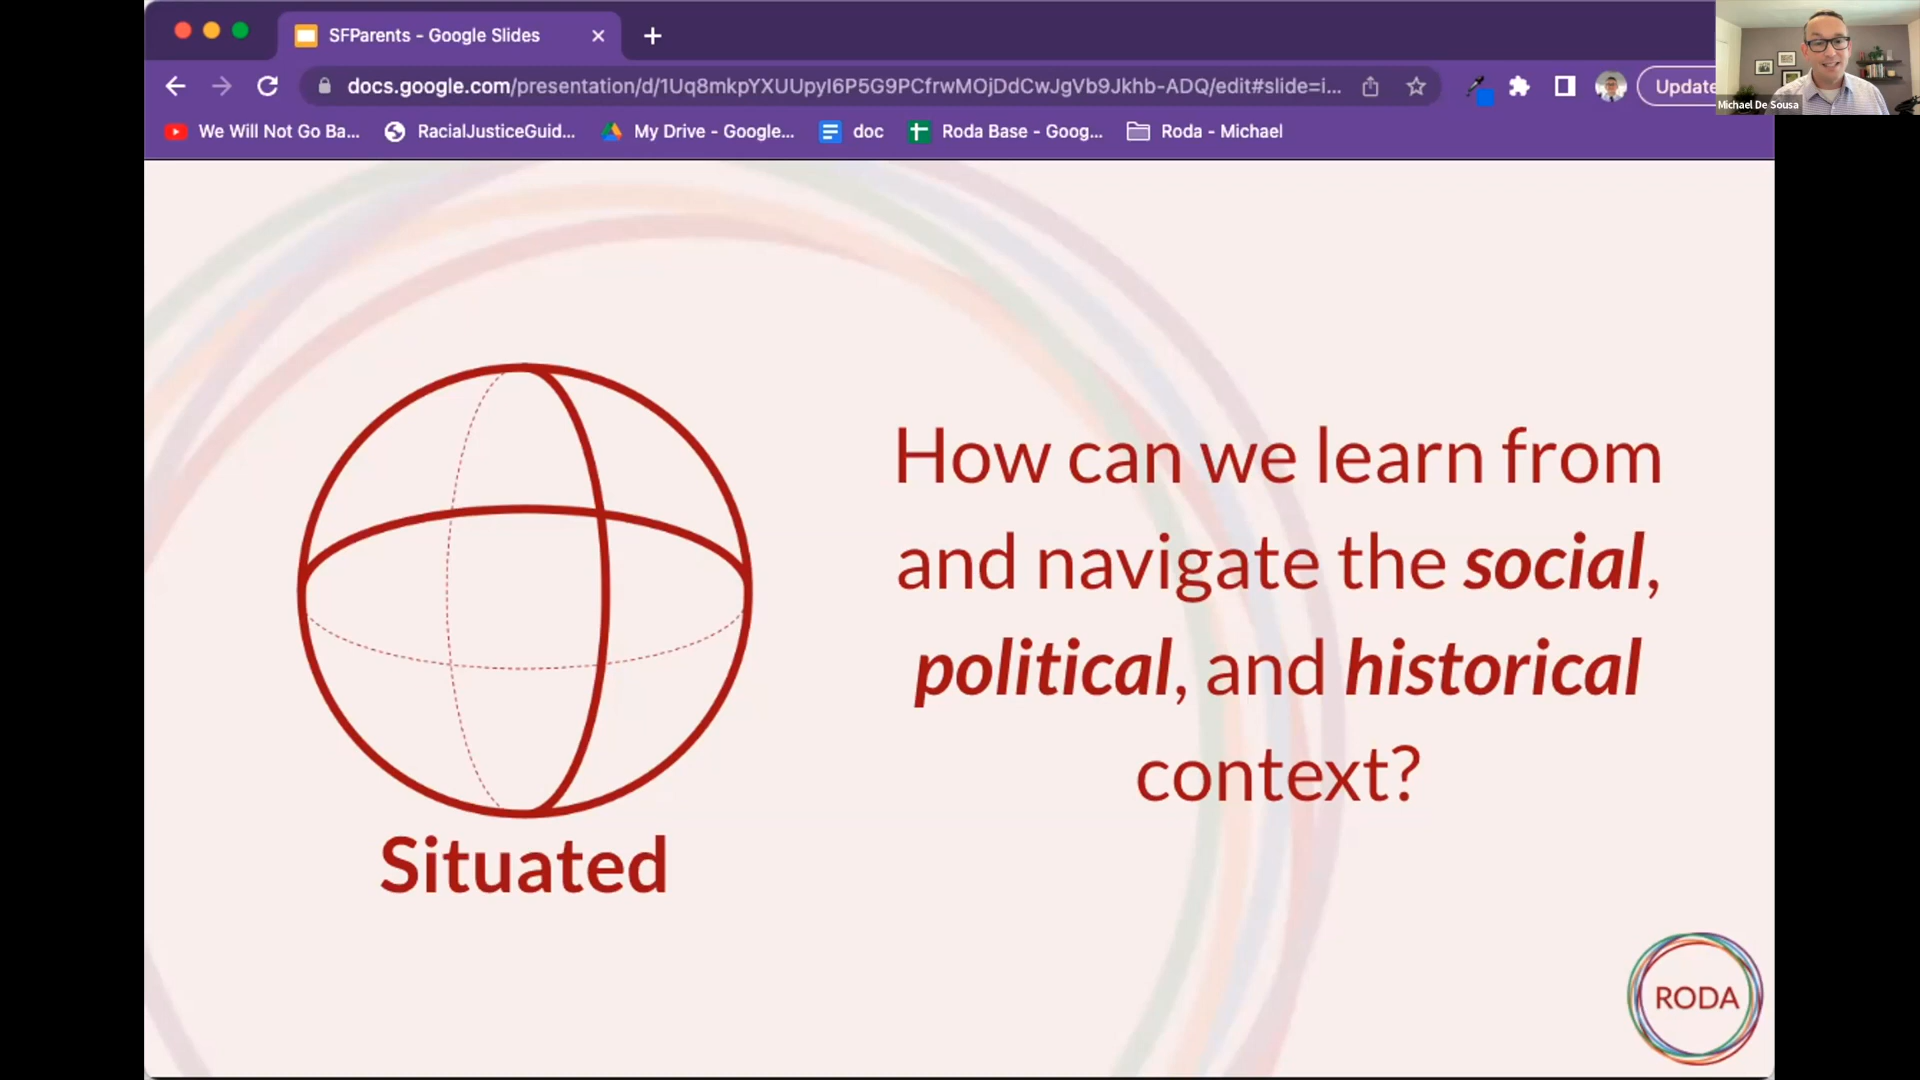 SFParents - Google Slides
docs.google.com/presentation/d/1Uq8mkpYXUUpyI6P5G9PCfrwMOjDdCwJgVb9Jkhb-ADQ/edit#slide=i...
Update
Michael De Sousa
We Will Not Go Ba...
RacialJusticeGuid...
My Drive - Google...
doc
Roda Base - Goog...
Roda - Michael
How can we learn from
and navigate the social,
political, and historical
context?
Situated
RODA